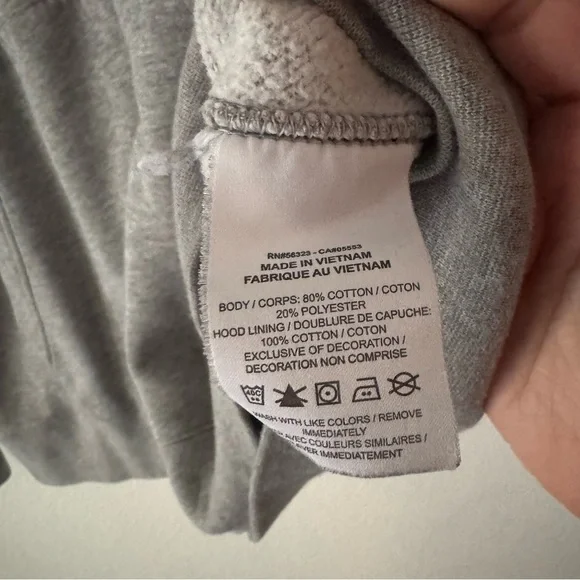 RN#56323 - CA#05553
MADE IN VIETNAM
FABRIQUE AU VIETNAM
BODY / CORPS: 80% COTTON / COTON
20% POLYESTER
HOOD LINING / DOUBLURE DE CAPUCHE:
100% COTTON / COTON
EXCLUSIVE OF DECORATION /
DECORATION NON COMPRISE
40C
WASH WITH LIKE COLORS / REMOVE
IMMEDIATELY
AVEC COULEURS SIMILAIRES /
IMMEDIATEMENT